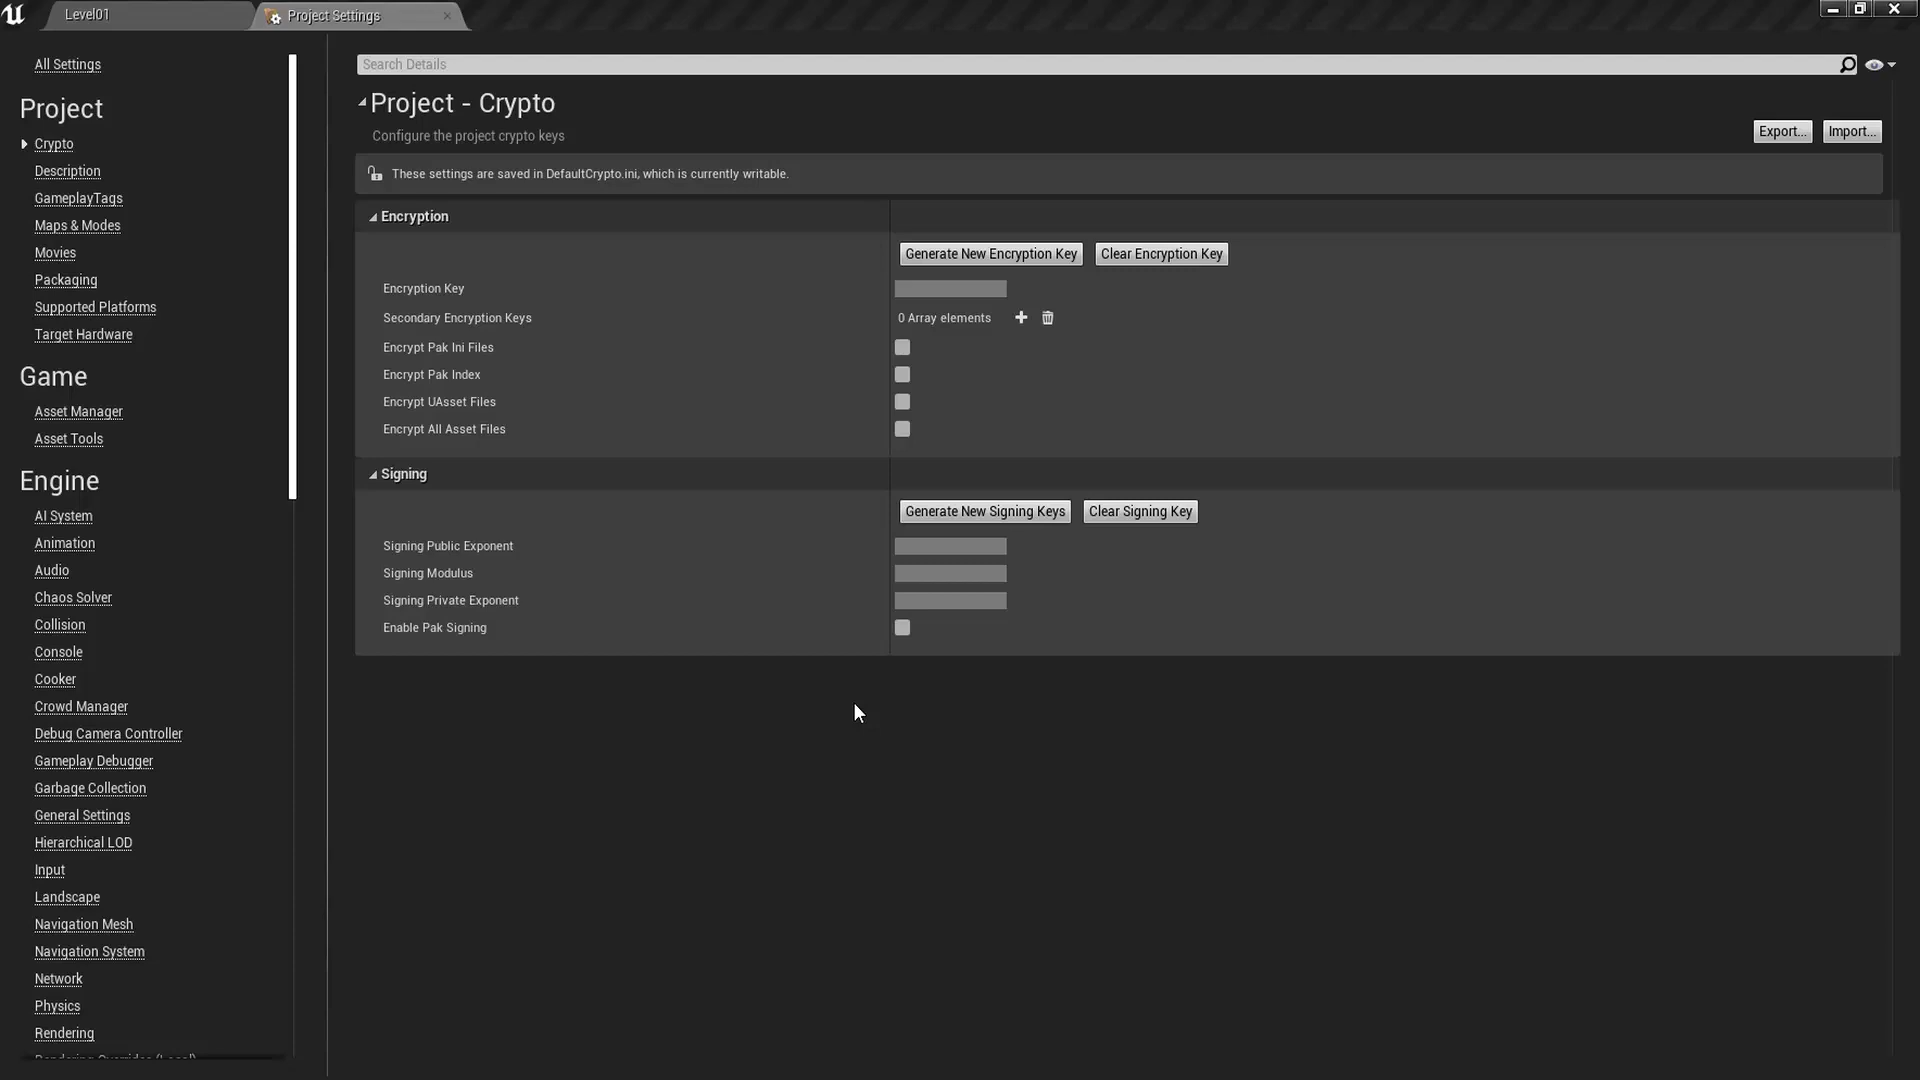 Level01
Project Settings
All Settings
Project
Crypto
Description
GameplayTags
Maps & Modes
Movies
Packaging
Supported Platforms
Target Hardware
Game
Asset Manager
Asset Tools
Engine
AI System
Animation
Audio
Chaos Solver
Collision
Console
Cooker
Crowd Manager
Debug Camera Controller
Gameplay Debugger
Garbage Collection
General Settings
Hierarchical LOD
Input
Landscape
Navigation Mesh
Navigation System
Network
Physics
Rendering
Search Details
Project - Crypto
Configure the project crypto keys
Export...
Import...
These settings are saved in DefaultCrypto.ini, which is currently writable.
Encryption
Generate New Encryption Key
Clear Encryption Key
Encryption Key
Secondary Encryption Keys
0 Array elements
Encrypt Pak Ini Files
Encrypt Pak Index
Encrypt UAsset Files
Encrypt All Asset Files
Signing
Generate New Signing Keys
Clear Signing Key
Signing Public Exponent
Signing Modulus
Signing Private Exponent
Enable Pak Signing